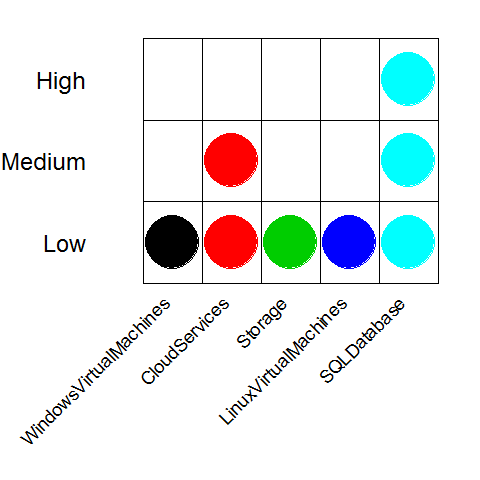 High
Medium
Low
WindowsVirtualMachines
CloudServices
Storage
LinuxVirtualMachines
SQLDatabase